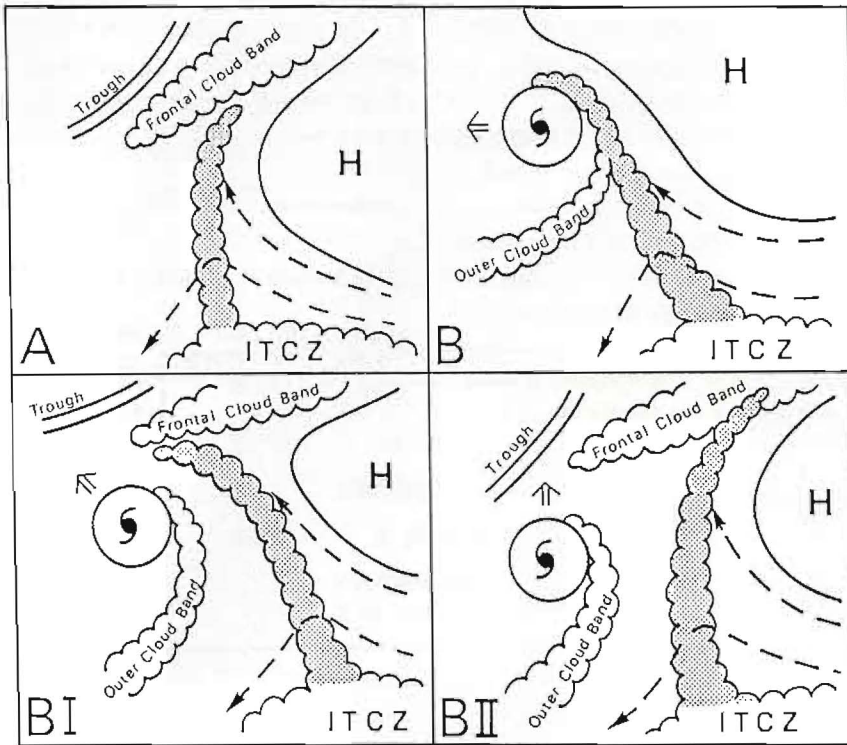 Trough
Frontal Cloud Band
H
A
ITCZ
H
Outer Cloud Band
B
ITCZ
Trough
Frontal Cloud Band
H
Outer Cloud Band
BI
ITCZ
Trough
Frontal Cloud Band
H
Outer Cloud Band
BII
ITCZ